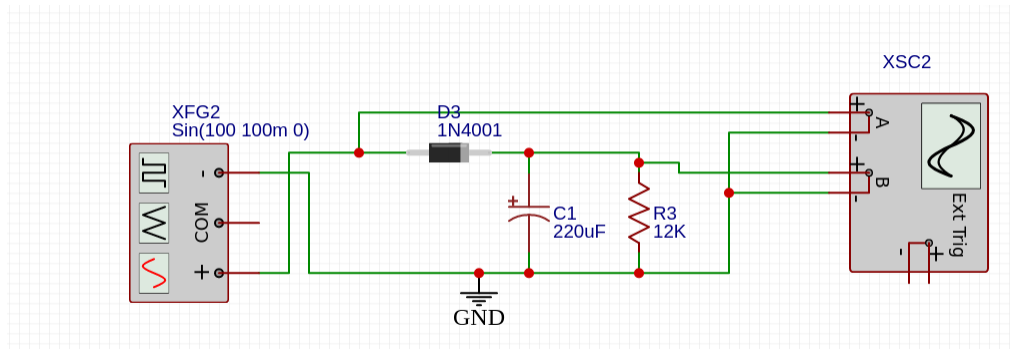 XSC2
XFG2
Sin(100 100m 0)
D3
1N4001
+
A
-
+
B
-
-
COM
+
+
C1
220uF
R3
12K
Ext Trig
-
+
GND